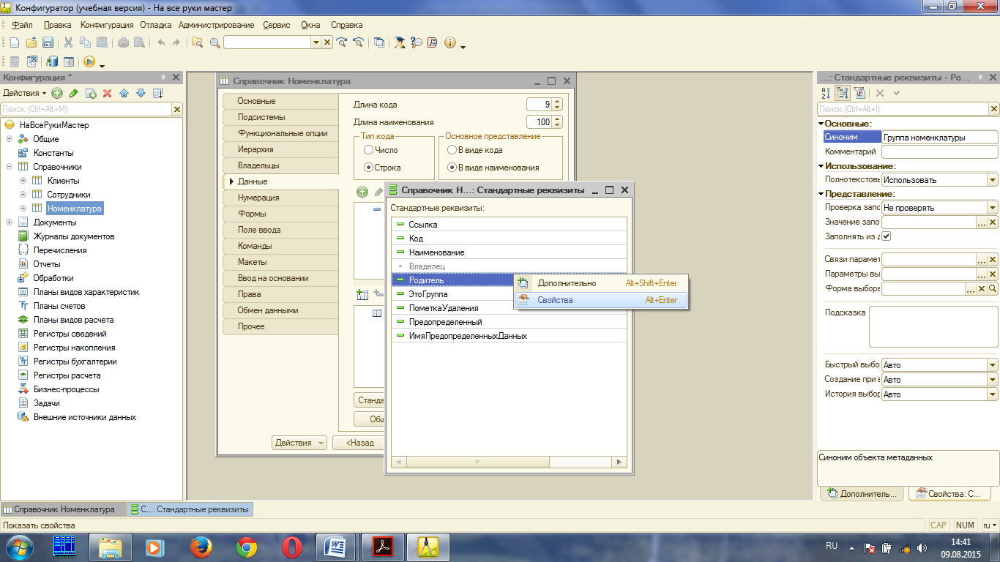 Конфигуратор (учебная версия) - На все руки мастер
Файл Правка Конфигурация Отладка Администрирование Сервис Окна Справка
Конфигурация *
Действия
Поиск (Ctrl+Alt+M)
НаВсеРукиМастер
Общие
Константы
Справочники
Клиенты
Сотрудники
Номенклатура
Документы
Журналы документов
Перечисления
Отчеты
Обработки
Планы видов характеристик
Планы счетов
Планы видов расчета
Регистры сведений
Регистры накопления
Регистры бухгалтерии
Регистры расчета
Бизнес-процессы
Задачи
Внешние источники данных
Справочник Номенклатура
Основные
Подсистемы
Функциональные опции
Иерархия
Владельцы
Данные
Нумерация
Формы
Поле ввода
Команды
Макеты
Ввод на основании
Права
Обмен данными
Прочее
Длина кода 9
Длина наименования 100
Тип кода
Число
Строка
Основное представление
В виде кода
В виде наименования
Станда
Общ
Действия
<Назад
Справочник Н...: Стандартные реквизиты
Стандартные реквизиты:
Ссылка
Код
Наименование
Владелец
Родитель
ЭтоГруппа
ПометкаУдаления
Предопределенный
ИмяПредопределенныхДанных
Дополнительно Alt+Shift+Enter
Свойства Alt+Enter
...: Стандартные реквизиты - Ро...
Поиск (Ctrl+Alt+I)
Основные:
Синоним Группа номенклатуры
Комментарий
Использование:
Полнотекстовы Использовать
Представление:
Проверка запо Не проверять
Значение запо
Заполнять из д
Связи парамет
Параметры вы
Форма выбора
Подсказка
Быстрый выбо Авто
Создание при в Авто
История выбор Авто
Синоним объекта метаданных
Дополнитель...
Свойства: С...
Справочник Номенклатура
С...: Стандартные реквизиты
Показать свойства
CAP NUM ru
RU
14:41
09.08.2015